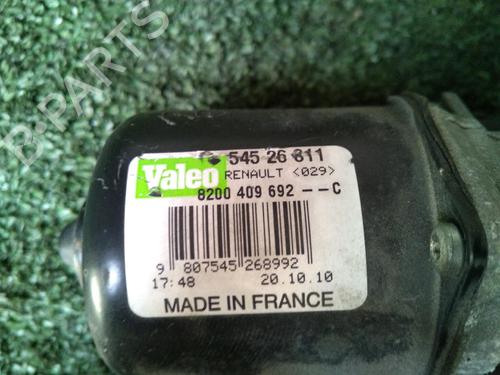 B-PARTS
545 26 811
Valeo
RENAULT <029>
8200 409 692 --C
9 807545 268992
17:48 20.10.10
MADE IN FRANCE